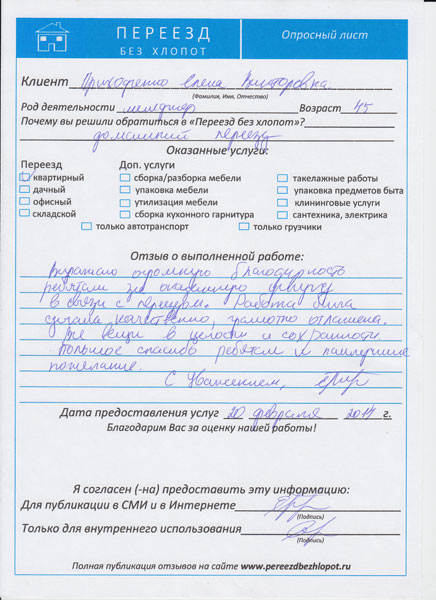 ПЕРЕЕЗД
БЕЗ ХЛОПОТ
Опросный лист
Клиент Приходченко Елена Викторовна
(Фамилия, Имя, Отчество)
Род деятельности менеджер Возраст 45
Почему вы решили обратиться в «Переезд без хлопот»?
домашний переезд
Оказанные услуги:
Переезд Доп. услуги
квартирный сборка/разборка мебели такелажные работы
дачный упаковка мебели упаковка предметов быта
офисный утилизация мебели клининговые услуги
складской сборка кухонного гарнитура сантехника, электрика
только автотранспорт только грузчики
Отзыв о выполненной работе:
Выражаю огромную благодарность
ребятам за оказанную
в связи с переездом. Работа была
сделана качественно, грамотно отлажена.
Все вещи в целости и сохранности.
Большое спасибо ребятам и наилучшие
пожелания.
С Уважением,
Дата предоставления услуг 20 февраля 2014 г.
Благодарим Вас за оценку нашей работы!
Я согласен (-на) предоставить эту информацию:
Для публикации в СМИ и в Интернете
(Подпись)
Только для внутреннего использования
(Подпись)
Полная публикация отзывов на сайте www.pereezdbezhlopot.ru